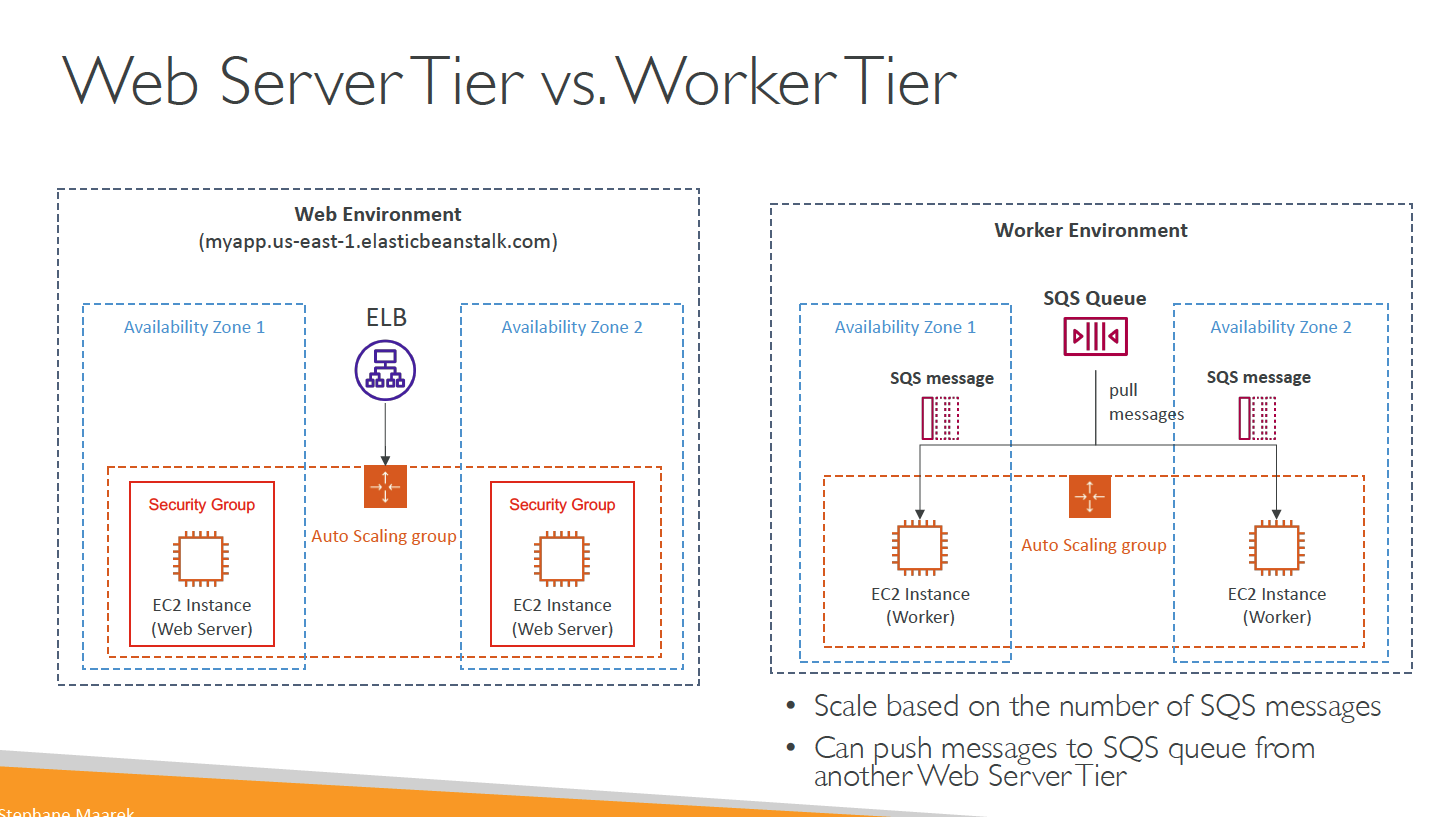 Web Server Tier vs. Worker Tier
Web Environment
(myapp.us-east-1.elasticbeanstalk.com)
Availability Zone 1
ELB
Availability Zone 2
Security Group
Auto Scaling group
Security Group
EC2 Instance
(Web Server)
EC2 Instance
(Web Server)
Worker Environment
SQS Queue
Availability Zone 1
Availability Zone 2
SQS message
SQS message
pull
messages
Auto Scaling group
EC2 Instance
(Worker)
EC2 Instance
(Worker)
• Scale based on the number of SQS messages
• Can push messages to SQS queue from
another Web Server Tier
Stephane Maarek